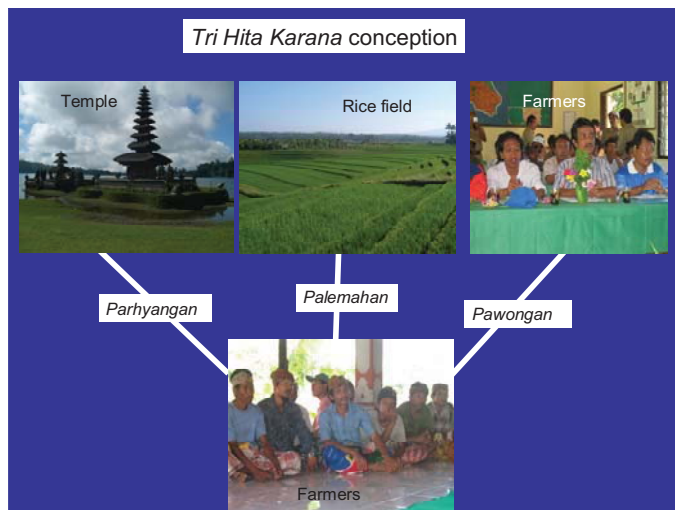 Tri Hita Karana conception
Temple
Rice field
Farmers
Parhyangan
Palemahan
Pawongan
Farmers